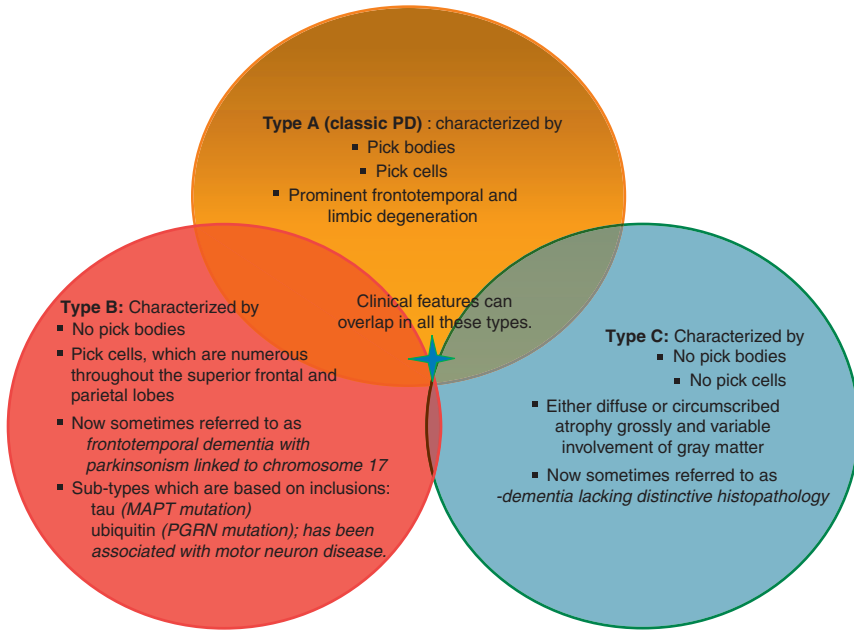 Type A (classic PD) : characterized by
▪ Pick bodies
▪ Pick cells
▪ Prominent frontotemporal and
limbic degeneration
Clinical features can
overlap in all these types.
Type B: Characterized by
▪ No pick bodies
▪ Pick cells, which are numerous
throughout the superior frontal and
parietal lobes
▪ Now sometimes referred to as
frontotemporal dementia with
parkinsonism linked to chromosome 17
▪ Sub-types which are based on inclusions:
tau (MAPT mutation)
ubiquitin (PGRN mutation); has been
associated with motor neuron disease.
Type C: Characterized by
▪ No pick bodies
▪ No pick cells
▪ Either diffuse or circumscribed
atrophy grossly and variable
involvement of gray matter
▪ Now sometimes referred to as
-dementia lacking distinctive histopathology